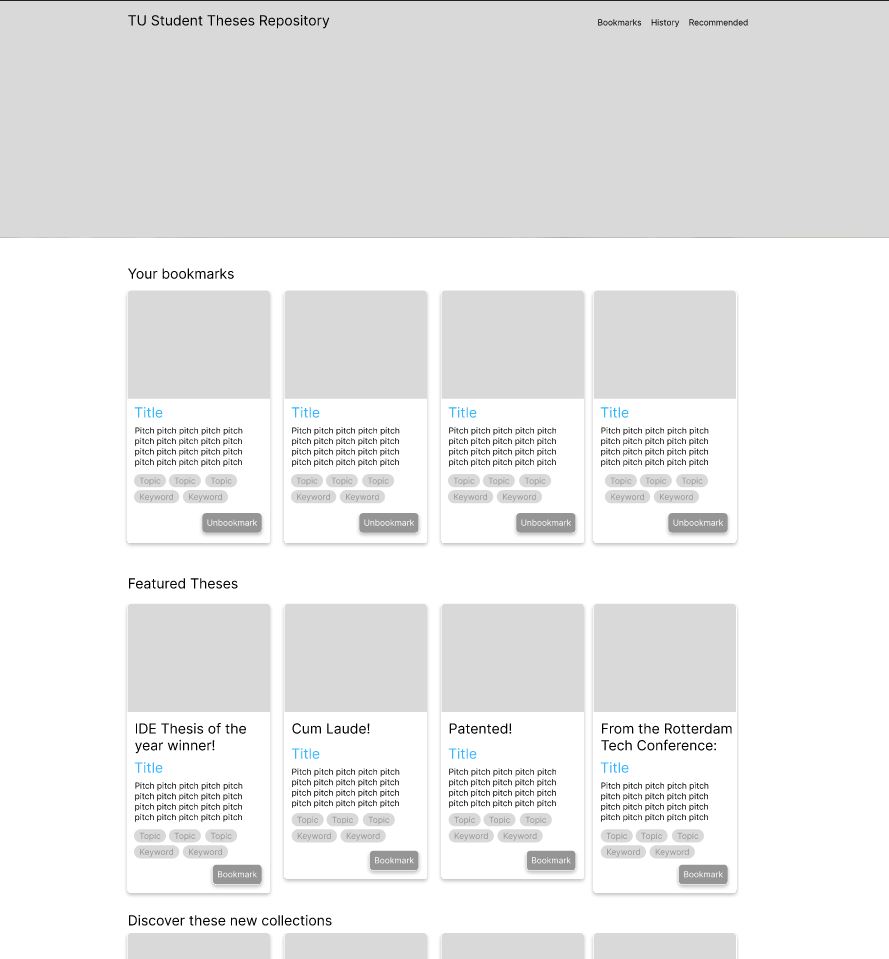 TU Student Theses Repository
Bookmarks History Recommended
Your bookmarks
Title
Pitch pitch pitch pitch pitch
pitch pitch pitch pitch pitch
pitch pitch pitch pitch pitch
pitch pitch pitch pitch pitch
Topic Topic Topic
Keyword Keyword
Unbookmark
Title
Pitch pitch pitch pitch pitch
pitch pitch pitch pitch pitch
pitch pitch pitch pitch pitch
pitch pitch pitch pitch pitch
Topic Topic Topic
Keyword Keyword
Unbookmark
Title
Pitch pitch pitch pitch pitch
pitch pitch pitch pitch pitch
pitch pitch pitch pitch pitch
pitch pitch pitch pitch pitch
Topic Topic Topic
Keyword Keyword
Unbookmark
Title
Pitch pitch pitch pitch pitch
pitch pitch pitch pitch pitch
pitch pitch pitch pitch pitch
pitch pitch pitch pitch pitch
Topic Topic Topic
Keyword Keyword
Unbookmark
Featured Theses
IDE Thesis of the
year winner!
Title
Pitch pitch pitch pitch pitch
pitch pitch pitch pitch pitch
pitch pitch pitch pitch pitch
pitch pitch pitch pitch pitch
Topic Topic Topic
Keyword Keyword
Bookmark
Cum Laude!
Title
Pitch pitch pitch pitch pitch
pitch pitch pitch pitch pitch
pitch pitch pitch pitch pitch
pitch pitch pitch pitch pitch
Topic Topic Topic
Keyword Keyword
Bookmark
Patented!
Title
Pitch pitch pitch pitch pitch
pitch pitch pitch pitch pitch
pitch pitch pitch pitch pitch
pitch pitch pitch pitch pitch
Topic Topic Topic
Keyword Keyword
Bookmark
From the Rotterdam
Tech Conference:
Title
Pitch pitch pitch pitch pitch
pitch pitch pitch pitch pitch
pitch pitch pitch pitch pitch
pitch pitch pitch pitch pitch
Topic Topic Topic
Keyword Keyword
Bookmark
Discover these new collections